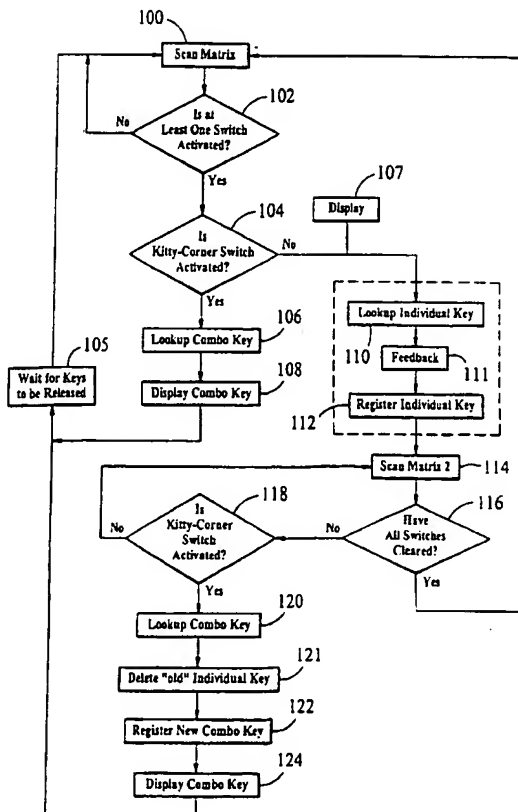 100
Scan Matrix
102
Is at
Least One Switch
Activated?
No
Yes
107
Display
104
Is
Kitty-Corner Switch
Activated?
No
Yes
106
Lookup Combo Key
108
Display Combo Key
105
Wait for Keys
to be Released
Lookup Individual Key
110
Feedback
111
Register Individual Key
112
Scan Matrix 2
114
116
Have
All Switches
Cleared?
No
Yes
118
Is
Kitty-Corner
Switch
Activated?
No
Yes
120
Lookup Combo Key
121
Delete "old" Individual Key
122
Register New Combo Key
124
Display Combo Key